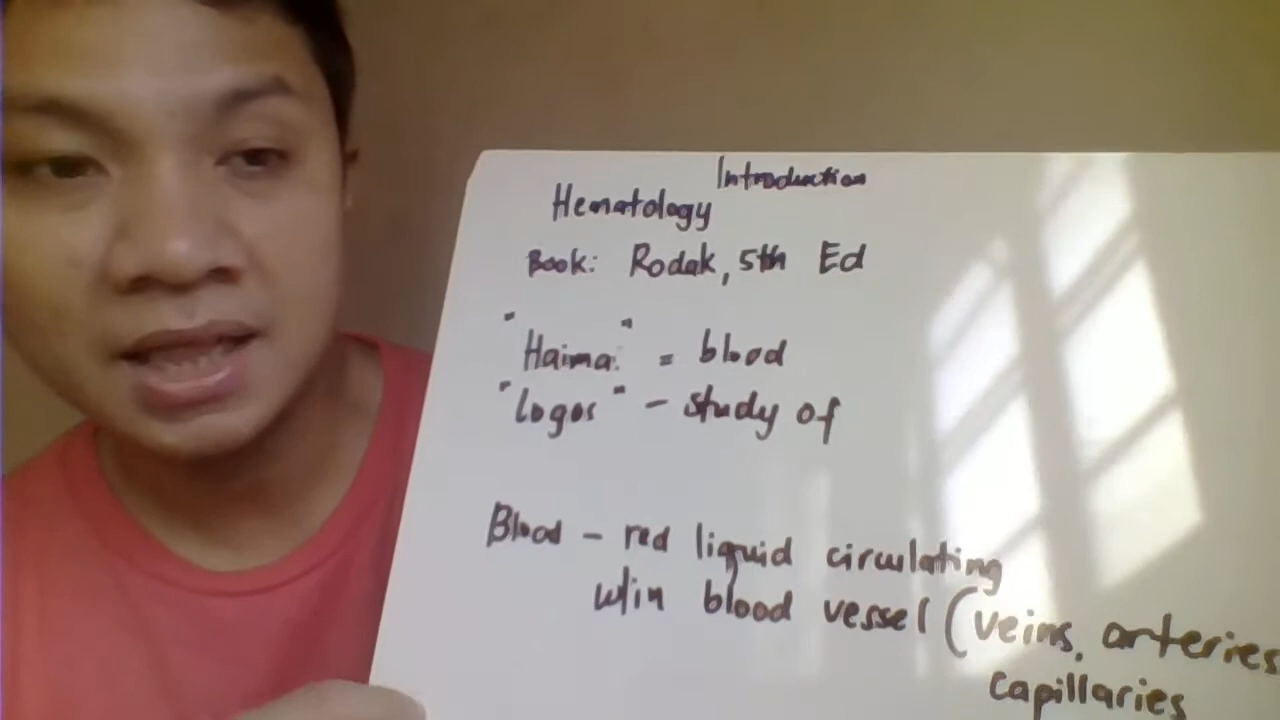 Introduction
Hematology
Book: Rodak, 5th Ed
"Haima" = blood
"logos" - study of
Blood - red liquid circulating
w/in blood vessel (veins, arteries
capillaries